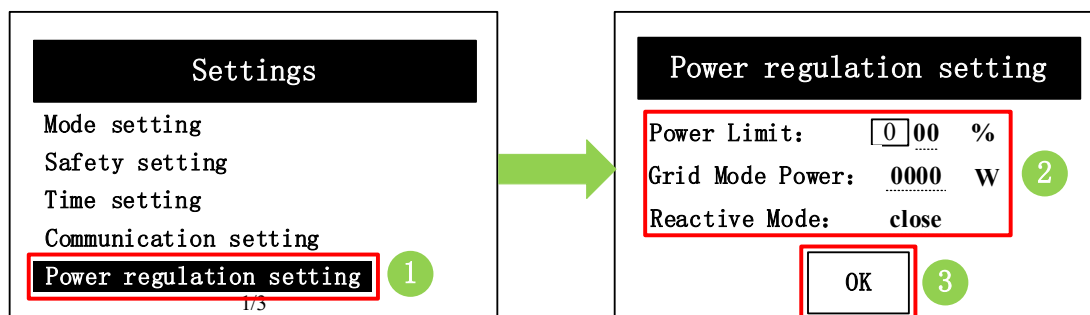 Settings
Mode setting
Safety setting
Time setting
Communication setting
Power regulation setting
1
1/3
Power regulation setting
Power Limit: 0 00 %
Grid Mode Power: 0000 W
Reactive Mode: close
2
OK
3